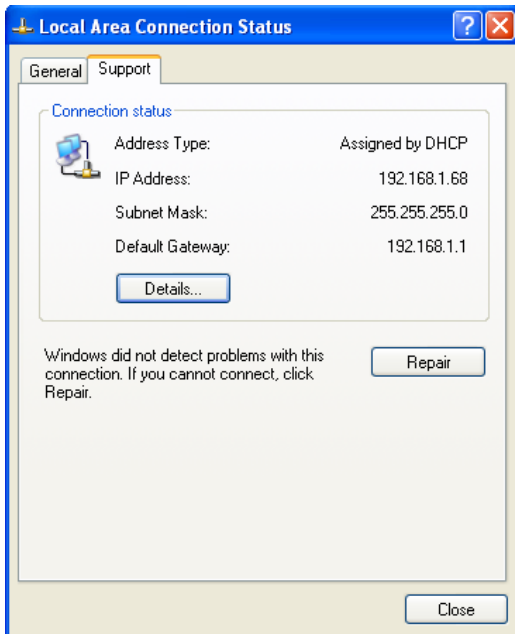 Local Area Connection Status
General Support
Connection status
Address Type: Assigned by DHCP
IP Address: 192.168.1.68
Subnet Mask: 255.255.255.0
Default Gateway: 192.168.1.1
Details...
Windows did not detect problems with this
connection. If you cannot connect, click
Repair.
Repair
Close